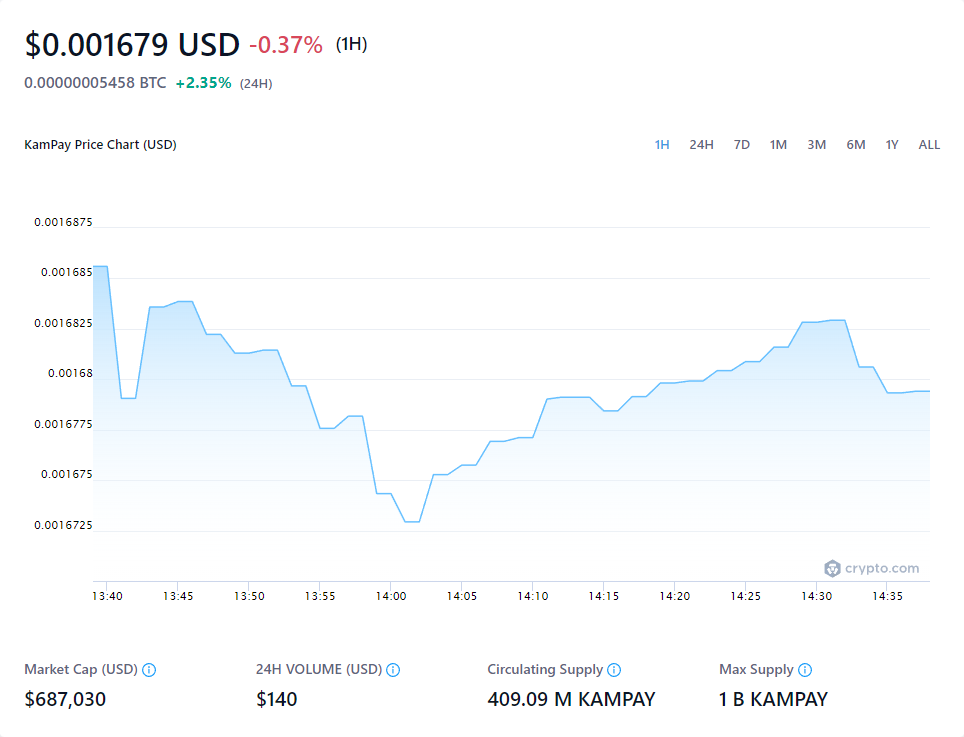 $0.001679 USD -0.37% (1H)
0.00000005458 BTC +2.35% (24H)
KamPay Price Chart (USD) 1H 24H 7D 1M 3M 6M 1Y ALL
0.0016875
0.001685
0.0016825
0.00168
0.0016775
0.001675
0.0016725
crypto.com
13:40 13:45 13:50 13:55 14:00 14:05 14:10 14:15 14:20 14:25 14:30 14:35
Market Cap (USD) 24H VOLUME (USD) Circulating Supply Max Supply
$687,030 $140 409.09 M KAMPAY 1 B KAMPAY